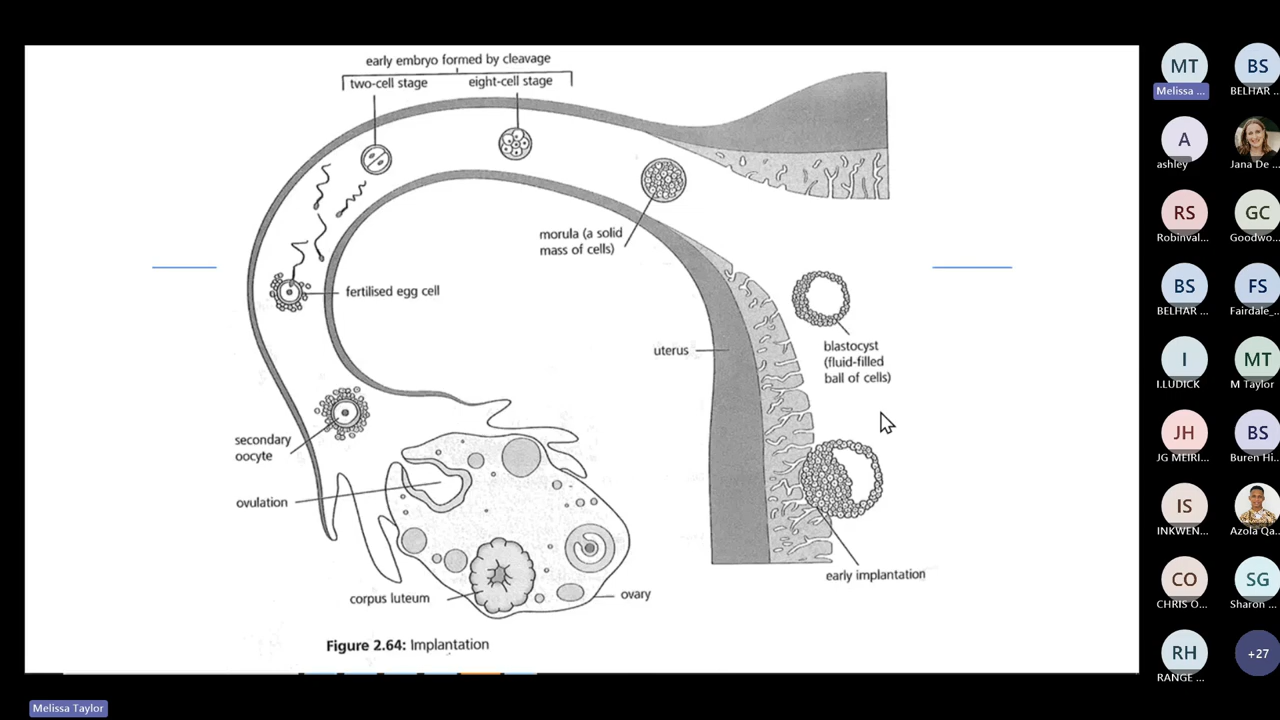 early embryo formed by cleavage
two-cell stage
eight-cell stage
morula (a solid
mass of cells)
fertilised egg cell
uterus
blastocyst
(fluid-filled
ball of cells)
secondary
oocyte
ovulation
corpus luteum
ovary
early implantation
Figure 2.64: Implantation
MT
Melissa ...
BS
BELHAR ...
A
ashley
Jana De ...
RS
Robinval...
GC
Goodwo...
BS
BELHAR ...
FS
Fairdale_...
I
I.LUDICK
MT
M Taylor
JH
JG MEIRI...
BS
Buren Hi...
IS
INKWEN...
Azola Qa...
CO
CHRIS O...
SG
Sharon ...
RH
RANGE ...
+27
Melissa Taylor